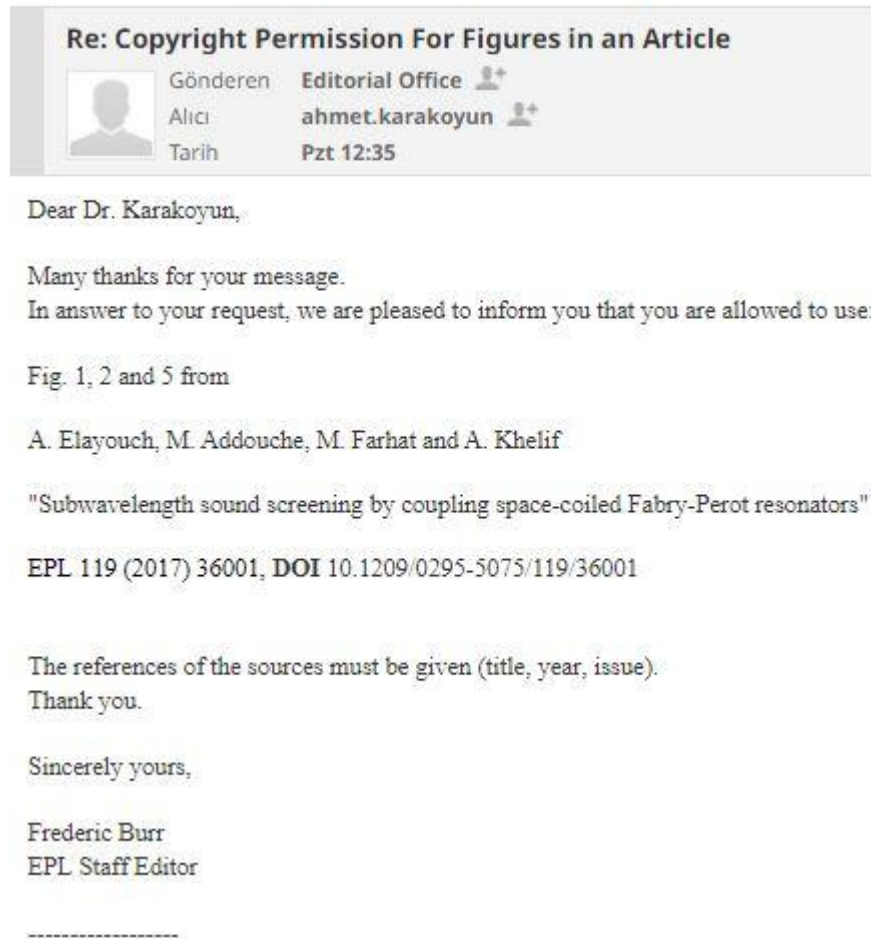 Re: Copyright Permission For Figures in an Article
Gönderen Editorial Office
Alıcı ahmet.karakoyun
Tarih Pzt 12:35
Dear Dr. Karakoyun,
Many thanks for your message.
In answer to your request, we are pleased to inform you that you are allowed to use:
Fig. 1, 2 and 5 from
A. Elayouch, M. Addouche, M. Farhat and A. Khelif
"Subwavelength sound screening by coupling space-coiled Fabry-Perot resonators"
EPL 119 (2017) 36001, DOI 10.1209/0295-5075/119/36001
The references of the sources must be given (title, year, issue).
Thank you.
Sincerely yours,
Frederic Burr
EPL Staff Editor
------------------